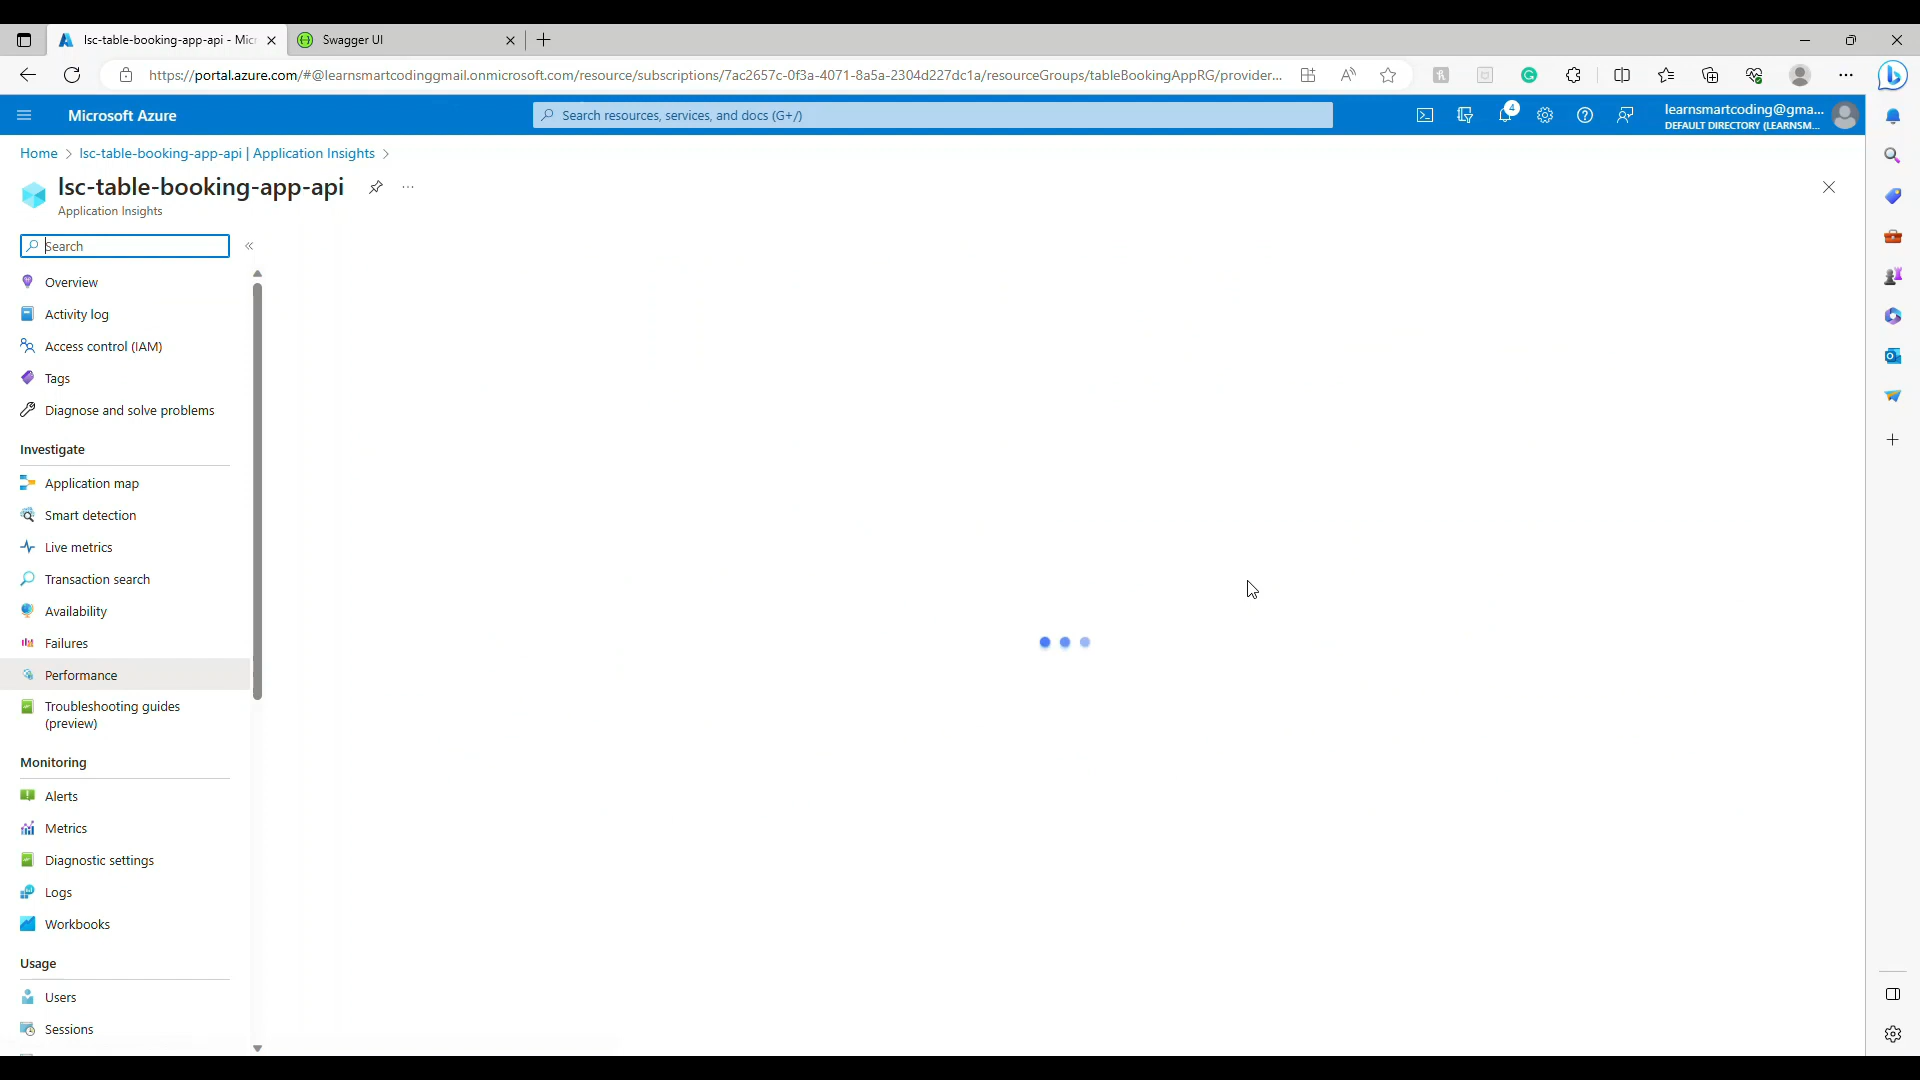 lsc-table-booking-app-api - Mic
Swagger UI
https://portal.azure.com/#@learnsmartcodinggmail.onmicrosoft.com/resource/subscriptions/7ac2657c-0f3a-4071-8a5a-2304d227dc1a/resourceGroups/tableBookingAppRG/provider...
Microsoft Azure
Search resources, services, and docs (G+/)
4
learnsmartcoding@gma...
DEFAULT DIRECTORY (LEARNSM...
Home > lsc-table-booking-app-api | Application Insights >
lsc-table-booking-app-api
Application Insights
Search
Overview
Activity log
Access control (IAM)
Tags
Diagnose and solve problems
Investigate
Application map
Smart detection
Live metrics
Transaction search
Availability
Failures
Performance
Troubleshooting guides
(preview)
Monitoring
Alerts
Metrics
Diagnostic settings
Logs
Workbooks
Usage
Users
Sessions